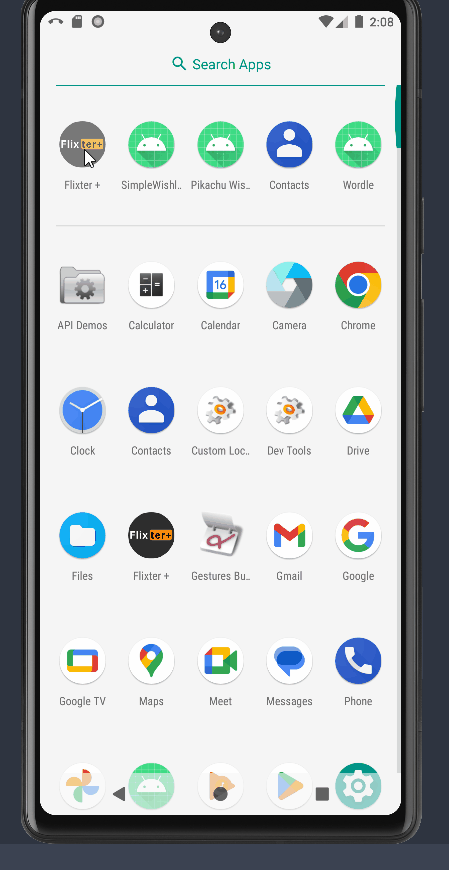 2:08
Search Apps
Flixter+
Flixter + SimpleWishl.. Pikachu Wis.. Contacts Wordle
16
API Demos Calculator Calendar Camera Chrome
Clock Contacts Custom Loc.. Dev Tools Drive
Flixter+
Files Flixter + Gestures Bu.. Gmail Google
Google TV Maps Meet Messages Phone